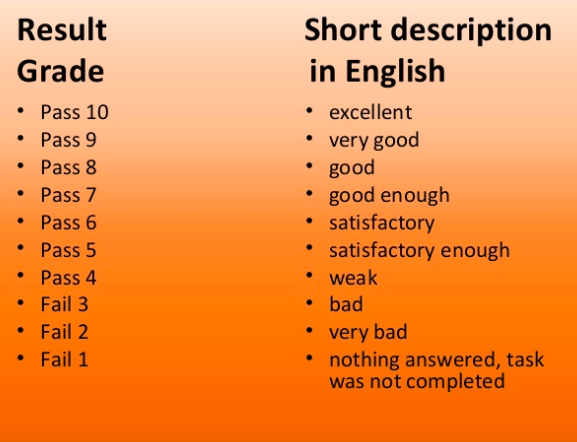 Result
Grade
• Pass 10
• Pass 9
• Pass 8
• Pass 7
• Pass 6
• Pass 5
• Pass 4
• Fail 3
• Fail 2
• Fail 1
Short description
in English
• excellent
• very good
• good
• good enough
• satisfactory
• satisfactory enough
• weak
• bad
• very bad
• nothing answered, task
was not completed